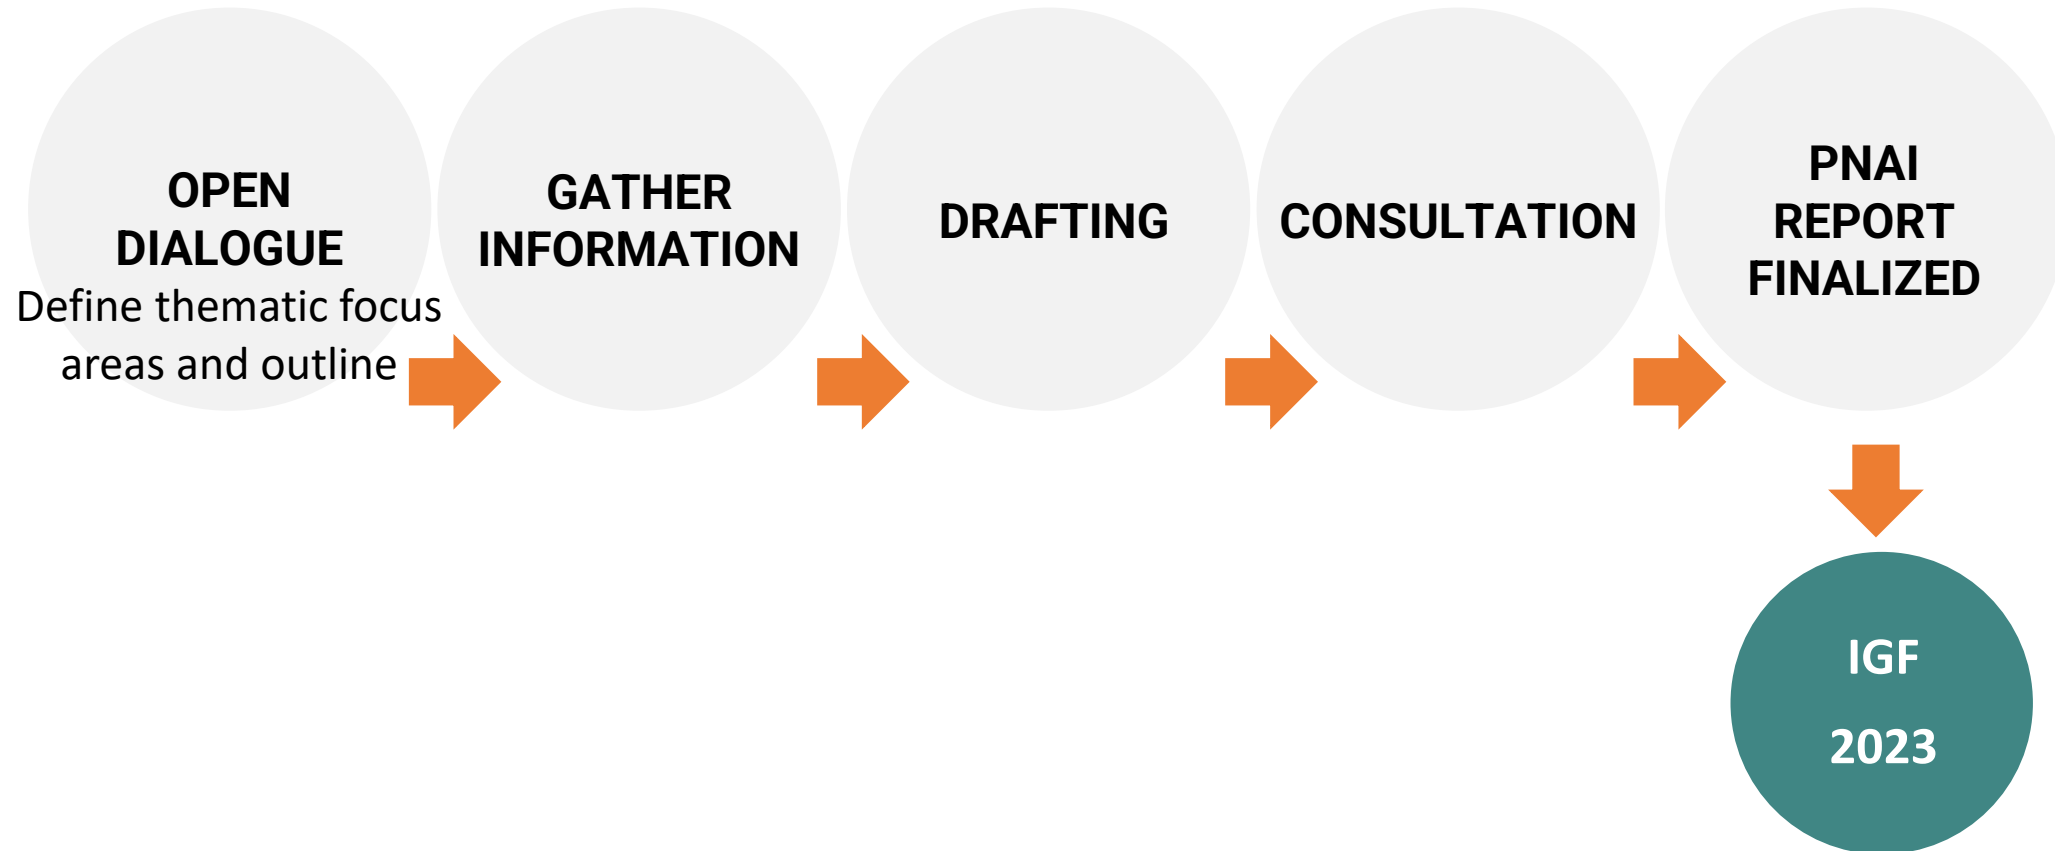 OPEN
DIALOGUE
Define thematic focus
areas and outline
GATHER
INFORMATION
DRAFTING
CONSULTATION
PNAI
REPORT
FINALIZED
IGF
2023